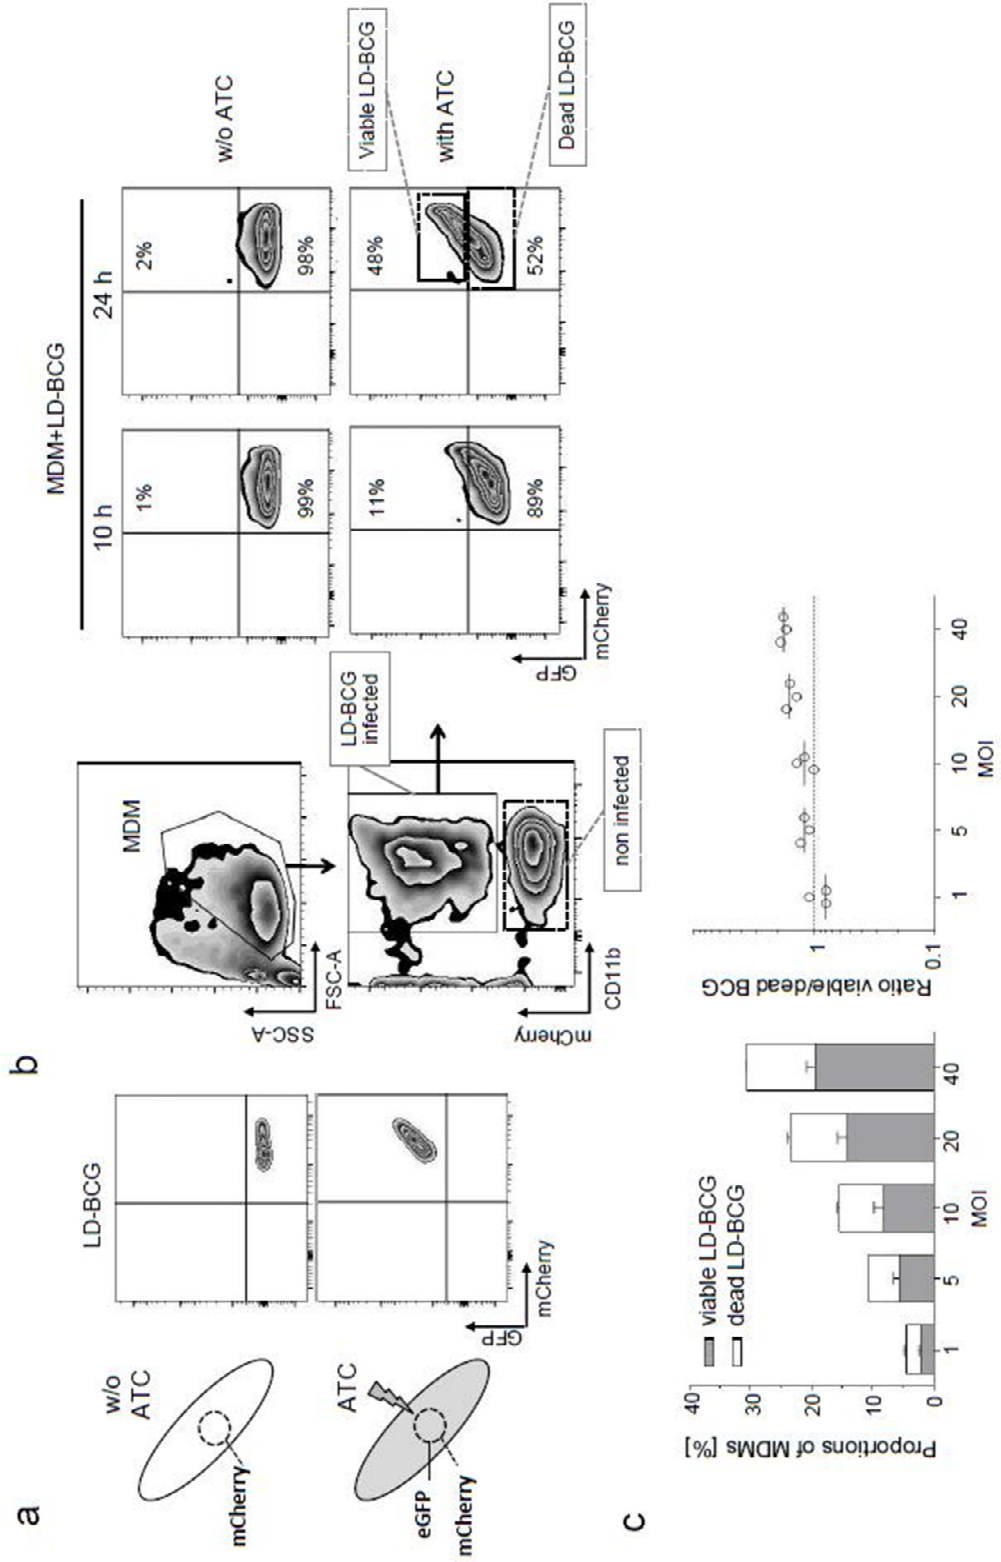 a
w/o
ATC
mCherry
ATC
eGFP
mCherry
LD-BCG
GFP
mCherry
b
MDM
SSC-A
FSC-A
LD-BCG
infected
non infected
mCherry
CD11b
MDM+LD-BCG
10 h
24 h
1%
99%
2%
98%
w/o ATC
11%
89%
48%
52%
with ATC
Viable LD-BCG
Dead LD-BCG
GFP
mCherry
c
viable LD-BCG
dead LD-BCG
Proportions of MDMs [%]
40
30
20
10
0
1
5
10
20
40
MOI
Ratio viable/dead BCG
1
0.1
1
5
10
20
40
MOI